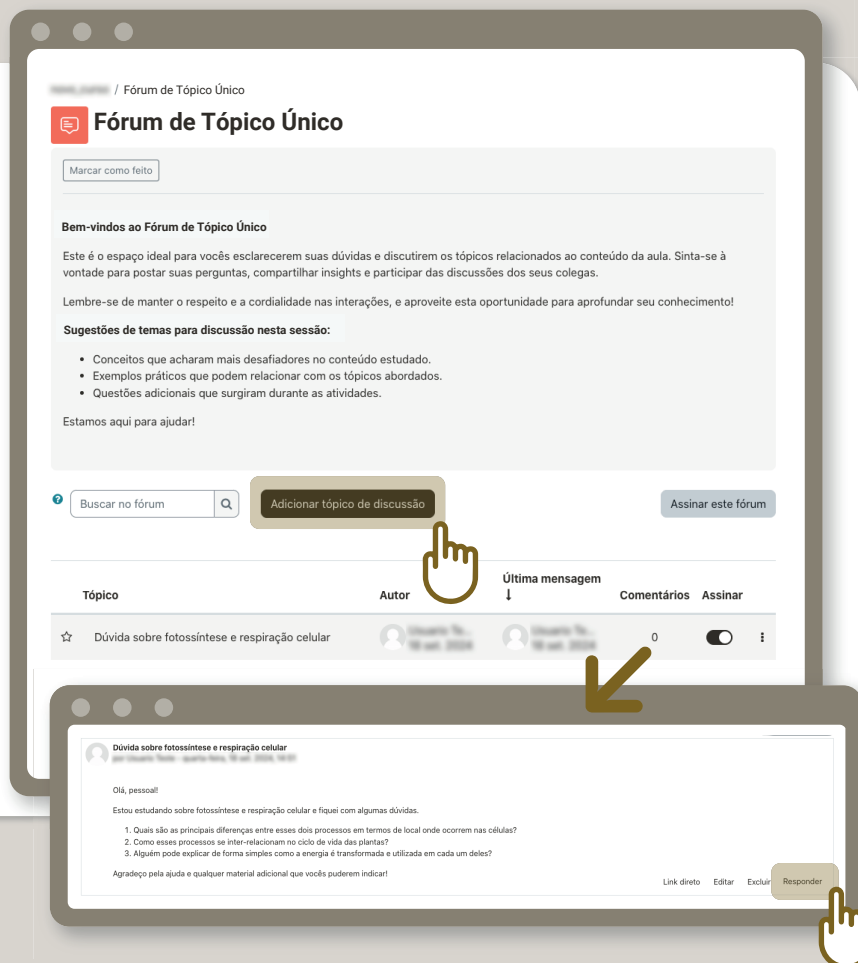 / Fórum de Tópico Único
Fórum de Tópico Único
Marcar como feito
Bem-vindos ao Fórum de Tópico Único
Este é o espaço ideal para vocês esclarecerem suas dúvidas e discutirem os tópicos relacionados ao conteúdo da aula. Sinta-se à
vontade para postar suas perguntas, compartilhar insights e participar das discussões dos seus colegas.
Lembre-se de manter o respeito e a cordialidade nas interações, e aproveite esta oportunidade para aprofundar seu conhecimento!
Sugestões de temas para discussão nesta sessão:
• Conceitos que acharam mais desafiadores no conteúdo estudado.
• Exemplos práticos que podem relacionar com os tópicos abordados.
• Questões adicionais que surgiram durante as atividades.
Estamos aqui para ajudar!
? Buscar no fórum Adicionar tópico de discussão Assinar este fórum
Tópico Autor Última mensagem ↓ Comentários Assinar
Dúvida sobre fotossíntese e respiração celular 0
Dúvida sobre fotossíntese e respiração celular
Olá, pessoal!
Estou estudando sobre fotossíntese e respiração celular e fiquei com algumas dúvidas.
1. Quais são as principais diferenças entre esses dois processos em termos de local onde ocorrem nas células?
2. Como esses processos se inter-relacionam no ciclo de vida das plantas?
3. Alguém pode explicar de forma simples como a energia é transformada e utilizada em cada um deles?
Agradeço pela ajuda e qualquer material adicional que vocês puderem indicar!
Link direto Editar Excluir Responder